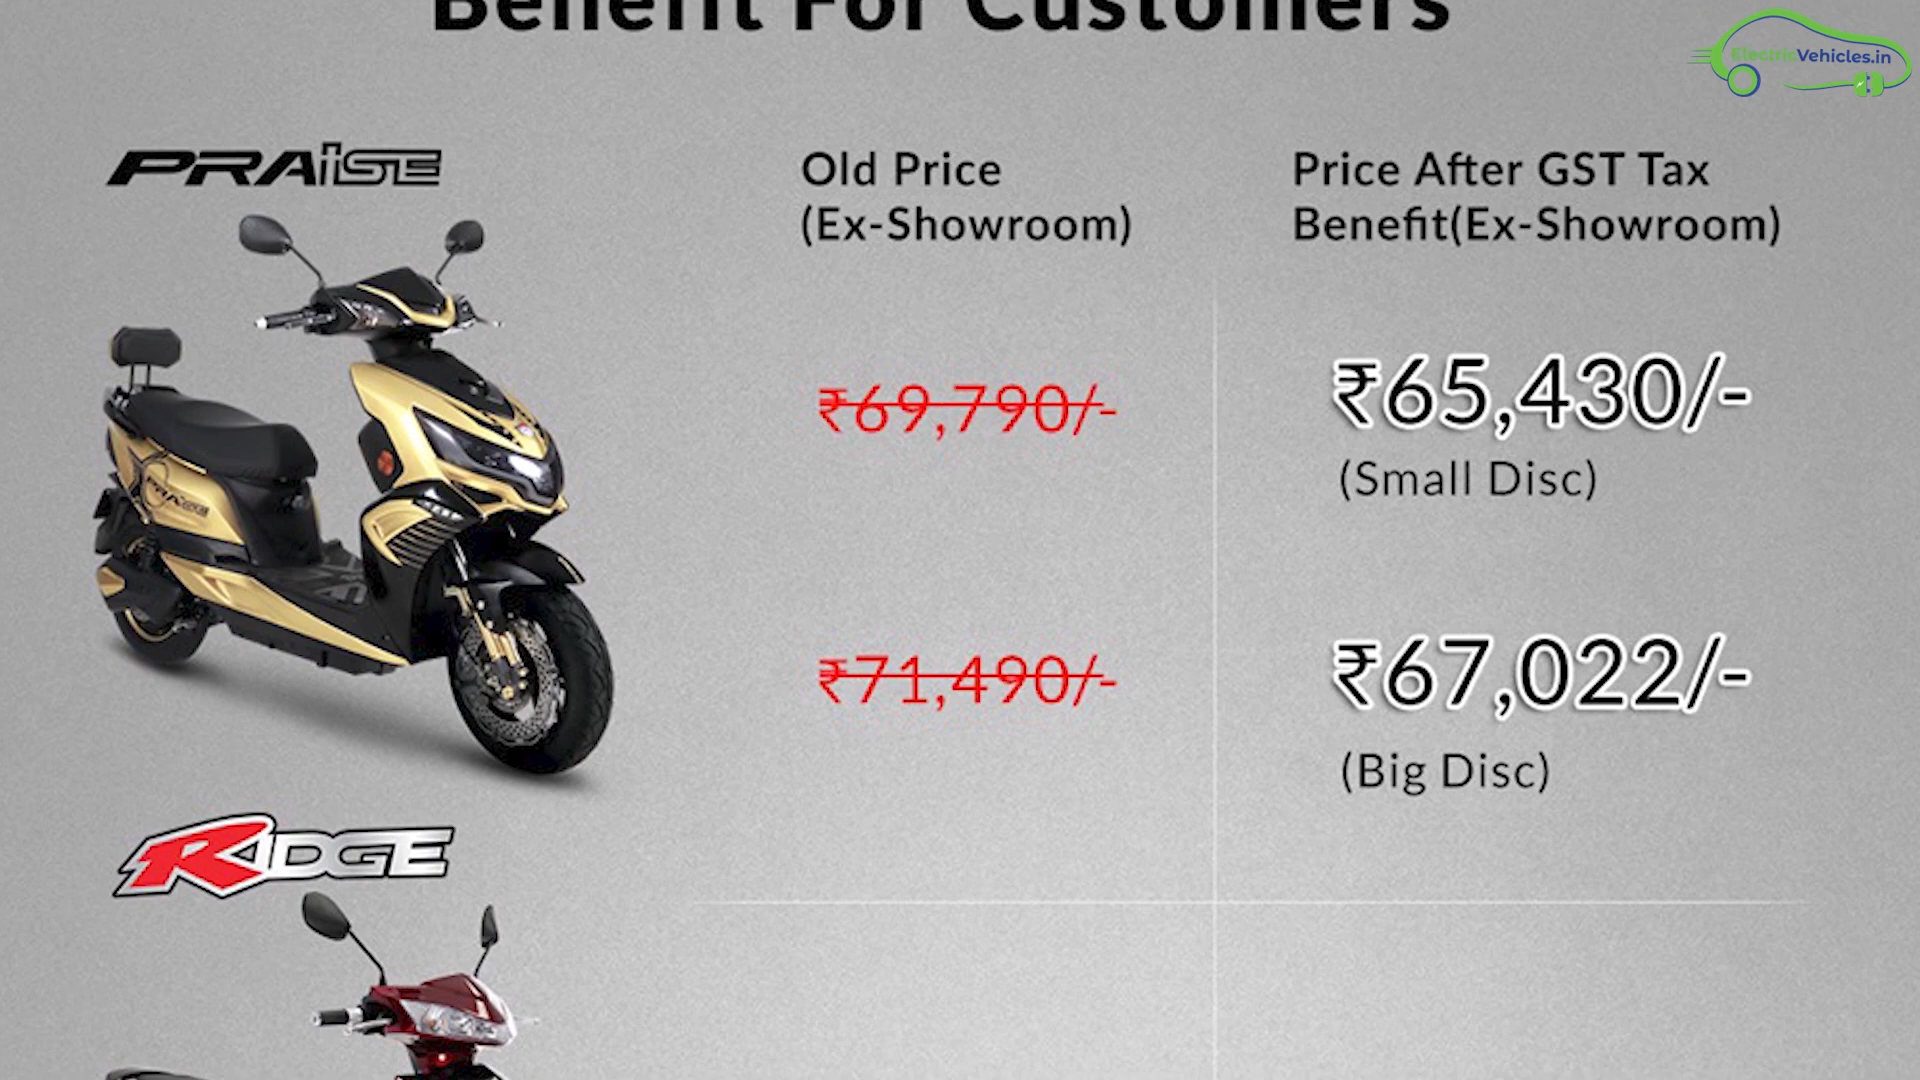 Benefit For Customers
ElectricVehicles.in
PRAiSE
Old Price
(Ex-Showroom)
Price After GST Tax
Benefit(Ex-Showroom)
₹69,790/-
₹65,430/-
(Small Disc)
PRAiSE
₹71,490/-
₹67,022/-
(Big Disc)
RIDGE